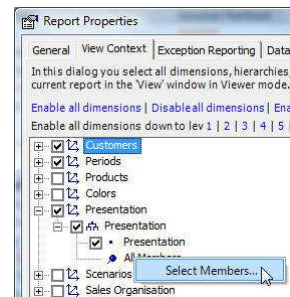 Report Properties
General View Context Exception Reporting Data
In this dialog you select all dimensions, hierarchies,
current report in the 'View' window in Viewer mode.
Enable all dimensions | Disable all dimensions | Ena
Enable all dimensions down to lev 1 | 2 | 3 | 4 | 5
Customers
Periods
Products
Colors
Presentation
Presentation
Presentation
All Members
Select Members...
Scenarios
Sales Organisation